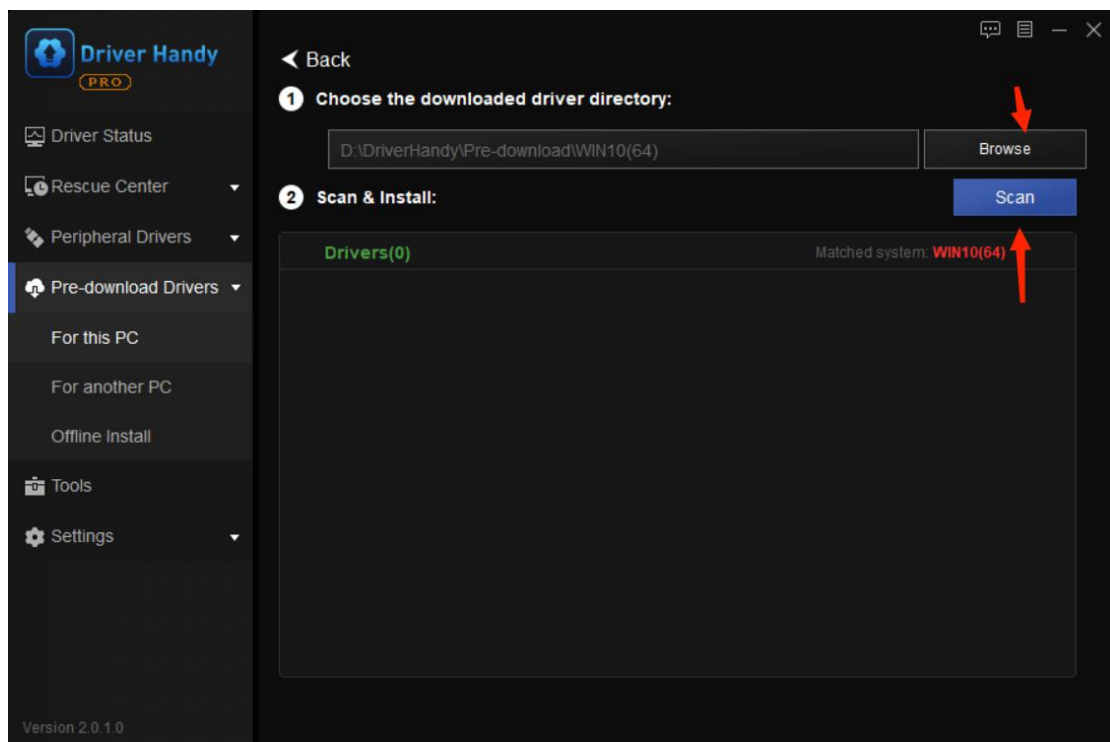 Driver Handy
PRO
Driver Status
Rescue Center
Peripheral Drivers
Pre-download Drivers
For this PC
For another PC
Offline Install
Tools
Settings
Version 2.0.1.0
Back
1 Choose the downloaded driver directory:
D:\DriverHandy\Pre-download\WIN10(64)
Browse
2 Scan & Install:
Scan
Drivers(0)
Matched system: WIN10(64)